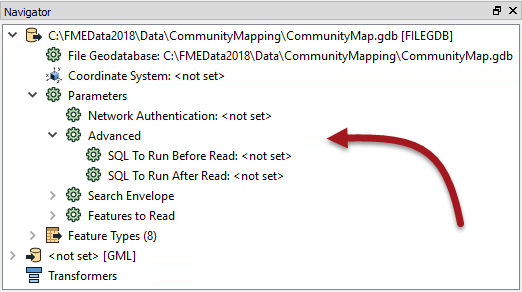 Navigator
C:\FMEData2018\Data\CommunityMapping\CommunityMap.gdb [FILEGDB]
File Geodatabase: C:\FMEData2018\Data\CommunityMapping\CommunityMap.gdb
Coordinate System: <not set>
Parameters
Network Authentication: <not set>
Advanced
SQL To Run Before Read: <not set>
SQL To Run After Read: <not set>
Search Envelope
Features to Read
Feature Types (8)
<not set> [GML]
Transformers